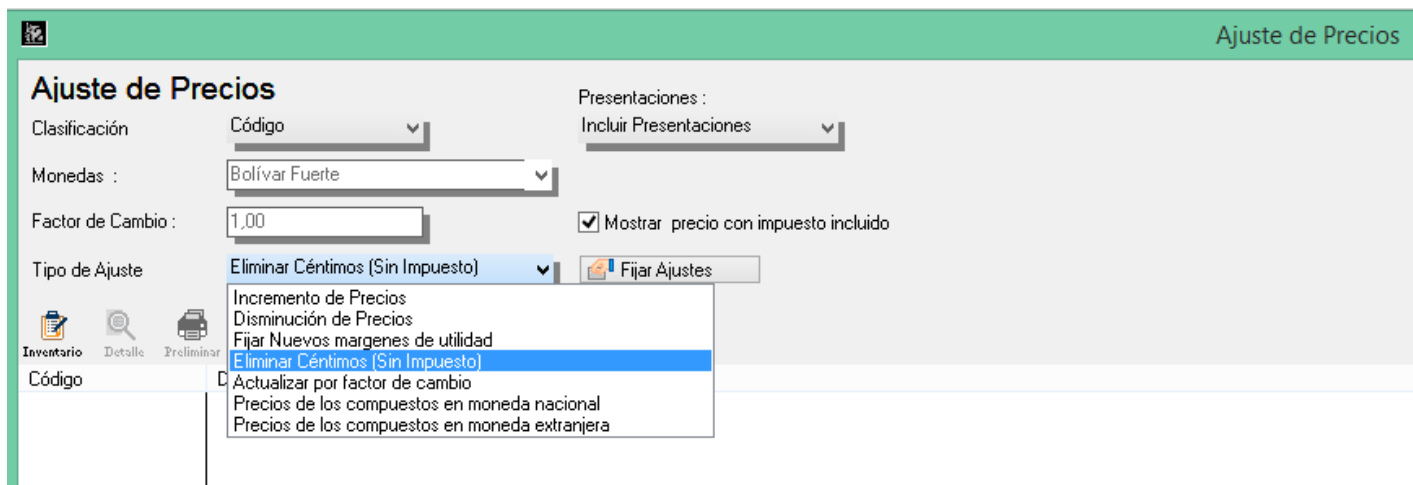 Ajuste de Precios
Ajuste de Precios
Presentaciones :
Clasificación Código Incluir Presentaciones
Monedas : Bolívar Fuerte
Factor de Cambio : 1,00 Mostrar precio con impuesto incluido
Tipo de Ajuste Eliminar Céntimos (Sin Impuesto) Fijar Ajustes
Incremento de Precios
Disminución de Precios
Fijar Nuevos margenes de utilidad
Eliminar Céntimos (Sin Impuesto)
Actualizar por factor de cambio
Precios de los compuestos en moneda nacional
Precios de los compuestos en moneda extranjera
Inventario Detalle Preliminar
Código D